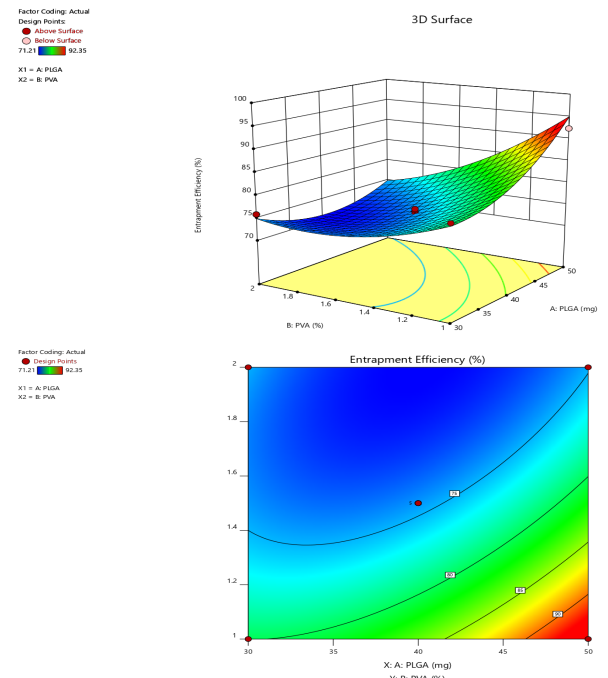 Factor Coding: Actual
3D Surface
Design Points:
Above Surface
Below Surface
71.21 92.35
X1 = A: PLGA
X2 = B: PVA
Entrapment Efficiency (%)
100
95
90
85
80
75
70
2
1.8
1.6
1.4
1.2
1
30
35
40
45
50
B: PVA (%)
A: PLGA (mg)
Factor Coding: Actual
Entrapment Efficiency (%)
Design Points
71.21 92.35
X1 = A: PLGA
X2 = B: PVA
2
1.8
1.6
1.4
1.2
1
75
5
80
85
90
30
35
40
45
50
X: A: PLGA (mg)
Y: B: PVA (%)